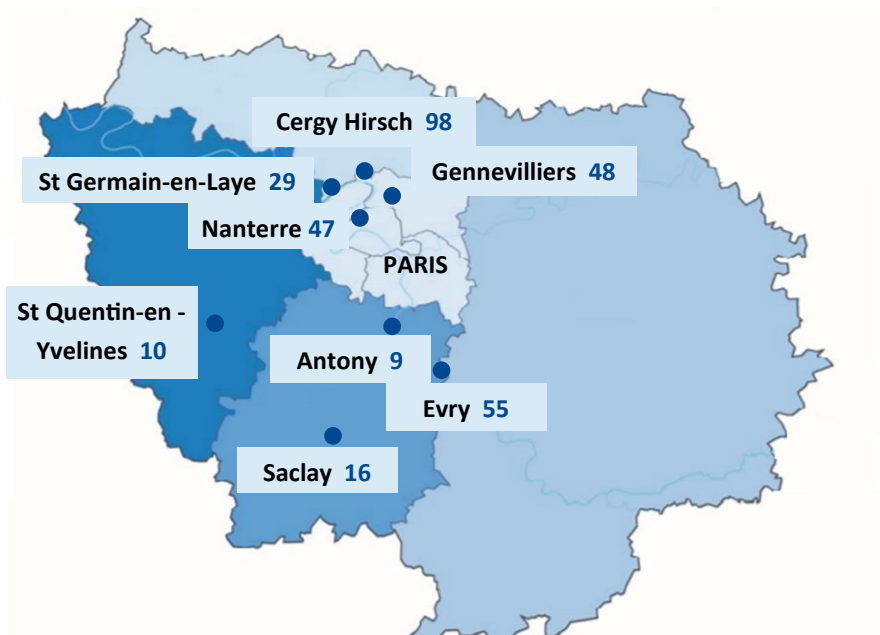 Cergy Hirsch 98
Gennevilliers 48
St Germain-en-Laye 29
Nanterre 47
PARIS
St Quentin-en -
Yvelines 10
Antony 9
Evry 55
Saclay 16